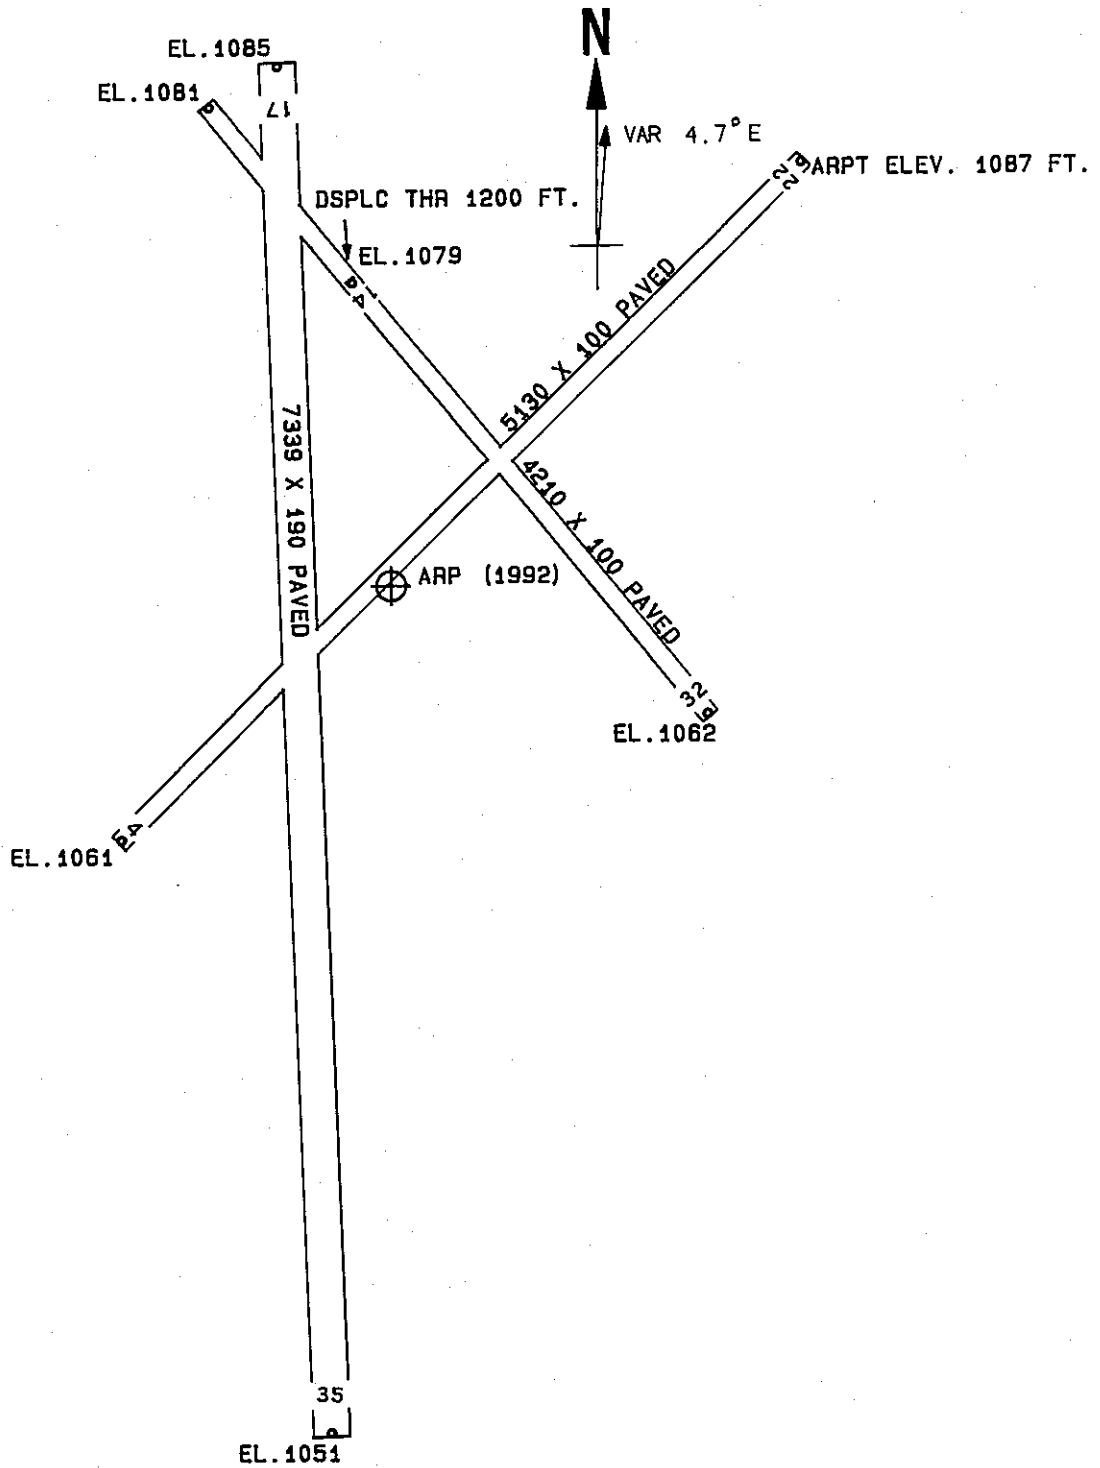 N
EL.1085
EL.1081
17
VAR 4.7°E
22
ARPT ELEV. 1087 FT.
DSPLC THR 1200 FT.
EL.1079
14
5130 X 100 PAVED
7339 X 190 PAVED
4210 X 100 PAVED
ARP (1992)
32
EL.1062
4
EL.1061
35
EL.1051